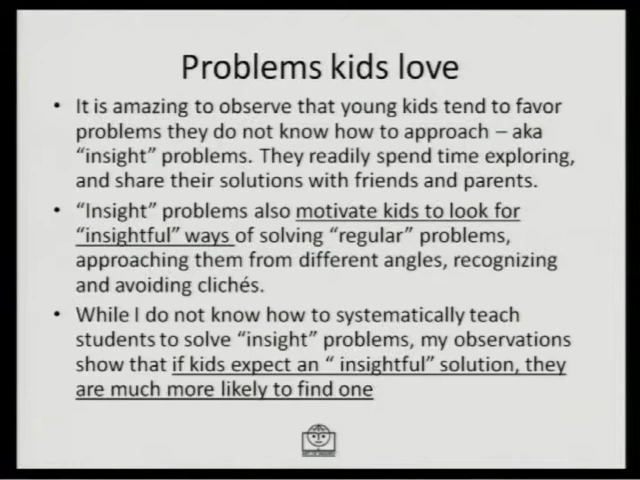 Problems kids love
• It is amazing to observe that young kids tend to favor
problems they do not know how to approach – aka
“insight” problems. They readily spend time exploring,
and share their solutions with friends and parents.
• “Insight” problems also motivate kids to look for
“insightful” ways of solving “regular” problems,
approaching them from different angles, recognizing
and avoiding clichés.
• While I do not know how to systematically teach
students to solve “insight” problems, my observations
show that if kids expect an “ insightful” solution, they
are much more likely to find one